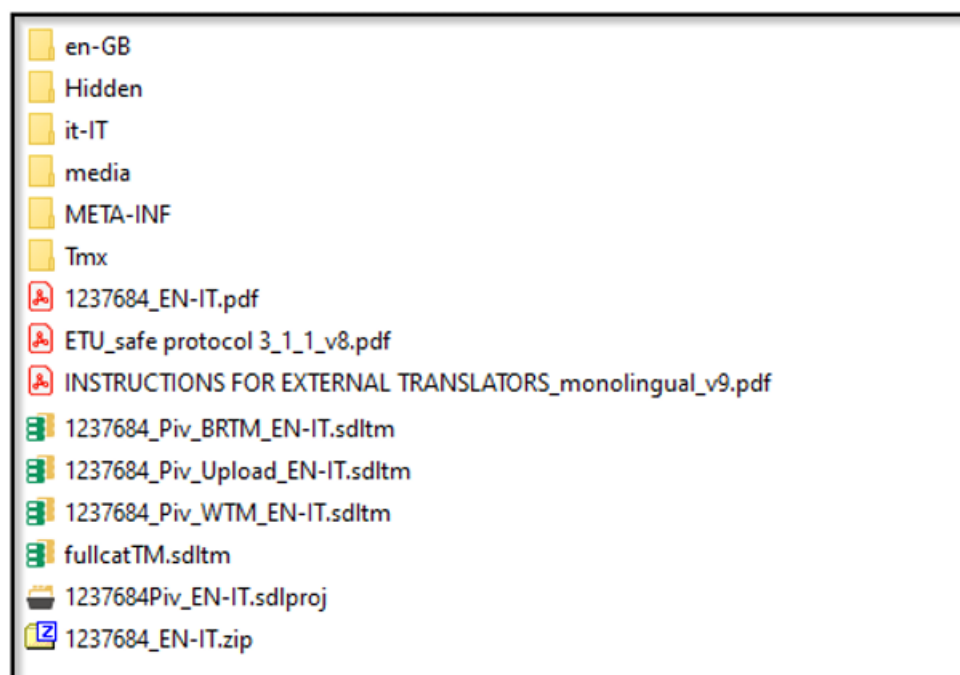 en-GB
Hidden
it-IT
media
META-INF
Tmx
1237684_EN-IT.pdf
ETU_safe protocol 3_1_1_v8.pdf
INSTRUCTIONS FOR EXTERNAL TRANSLATORS_monolingual_v9.pdf
1237684_Piv_BRTM_EN-IT.sdltm
1237684_Piv_Upload_EN-IT.sdltm
1237684_Piv_WTM_EN-IT.sdltm
fullcatTM.sdltm
1237684Piv_EN-IT.sdlproj
1237684_EN-IT.zip